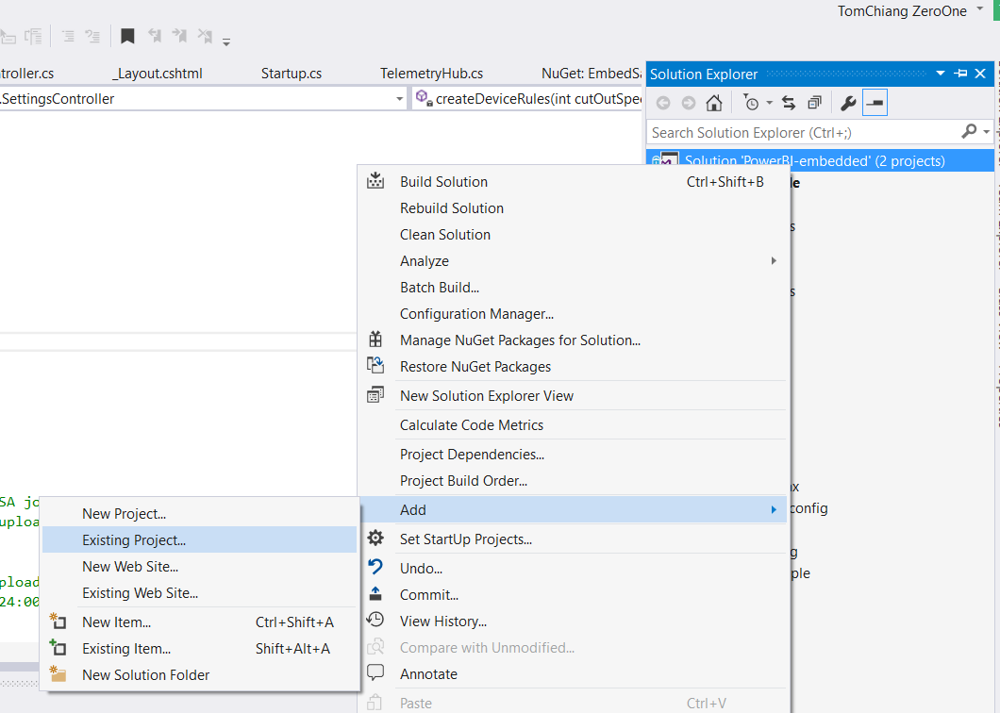 TomChiang ZeroOne
troller.cs
_Layout.cshtml
Startup.cs
TelemetryHub.cs
NuGet: EmbedSa
.SettingsController
createDeviceRules(int cutOutSpe
Solution Explorer
Search Solution Explorer (Ctrl+;)
Solution 'PowerBI-embedded' (2 projects)
Build Solution Ctrl+Shift+B
Rebuild Solution
Clean Solution
Analyze
Batch Build...
Configuration Manager...
Manage NuGet Packages for Solution...
Restore NuGet Packages
New Solution Explorer View
Calculate Code Metrics
Project Dependencies...
Project Build Order...
Add
Set StartUp Projects...
Undo...
Commit...
View History...
Compare with Unmodified...
Annotate
Paste Ctrl+V
New Project...
Existing Project...
New Web Site...
Existing Web Site...
New Item... Ctrl+Shift+A
Existing Item... Shift+Alt+A
New Solution Folder
SA jo
uploa
pload
24:00
le
s
s
ax
config
g
ple